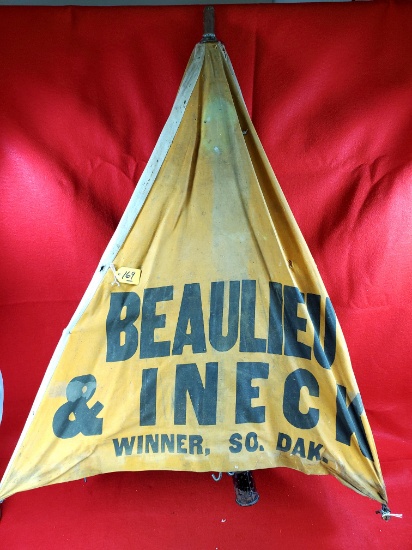 169
BEAULIEU
& INECK
WINNER, SO. DAK.